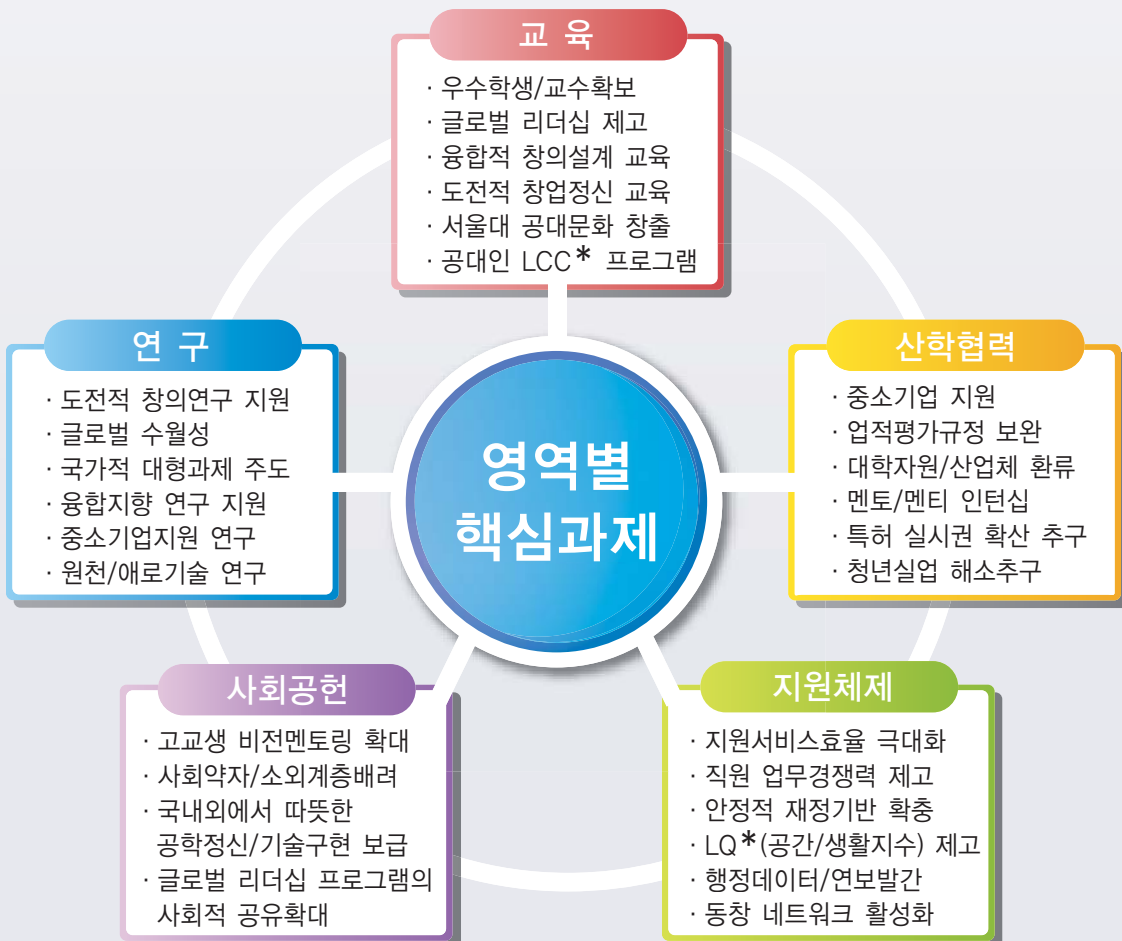 교 육
· 우수학생/교수확보
· 글로벌 리더십 제고
· 융합적 창의설계 교육
· 도전적 창업정신 교육
· 서울대 공대문화 창출
· 공대인 LCC* 프로그램
연 구
· 도전적 창의연구 지원
· 글로벌 수월성
· 국가적 대형과제 주도
· 융합지향 연구 지원
· 중소기업지원 연구
· 원천/애로기술 연구
영역별
핵심과제
산학협력
· 중소기업 지원
· 업적평가규정 보완
· 대학자원/산업체 환류
· 멘토/멘티 인턴십
· 특허 실시권 확산 추구
· 청년실업 해소추구
사회공헌
· 고교생 비전멘토링 확대
· 사회약자/소외계층배려
· 국내외에서 따뜻한
공학정신/기술구현 보급
· 글로벌 리더십 프로그램의
사회적 공유확대
지원체제
· 지원서비스효율 극대화
· 직원 업무경쟁력 제고
· 안정적 재정기반 확충
· LQ*(공간/생활지수) 제고
· 행정데이터/연보발간
· 동창 네트워크 활성화